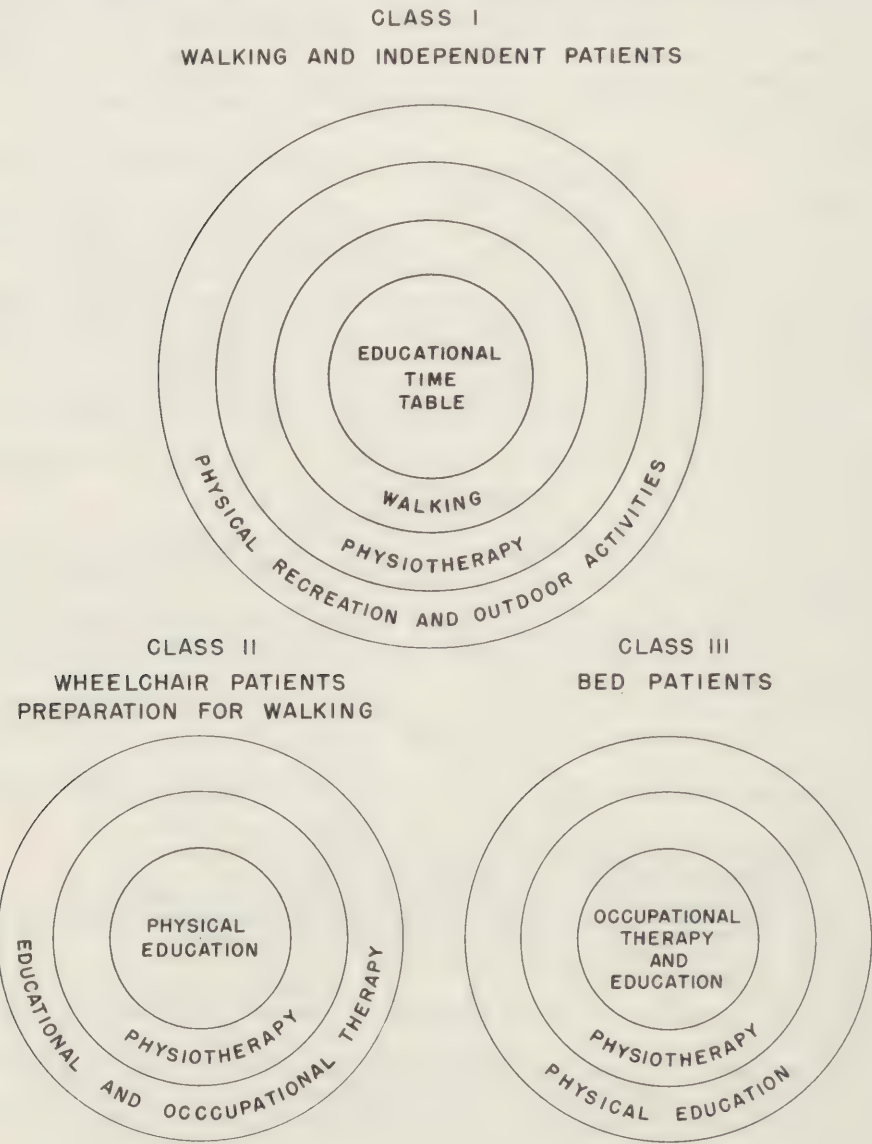 CLASS I
WALKING AND INDEPENDENT PATIENTS
EDUCATIONAL
TIME
TABLE
WALKING
PHYSIOTHERAPY
PHYSICAL RECREATION AND OUTDOOR ACTIVITIES
CLASS II
WHEELCHAIR PATIENTS
PREPARATION FOR WALKING
PHYSICAL
EDUCATION
PHYSIOTHERAPY
EDUCATIONAL AND OCCCUPATIONAL THERAPY
CLASS III
BED PATIENTS
OCCUPATIONAL
THERAPY
AND
EDUCATION
PHYSIOTHERAPY
PHYSICAL EDUCATION